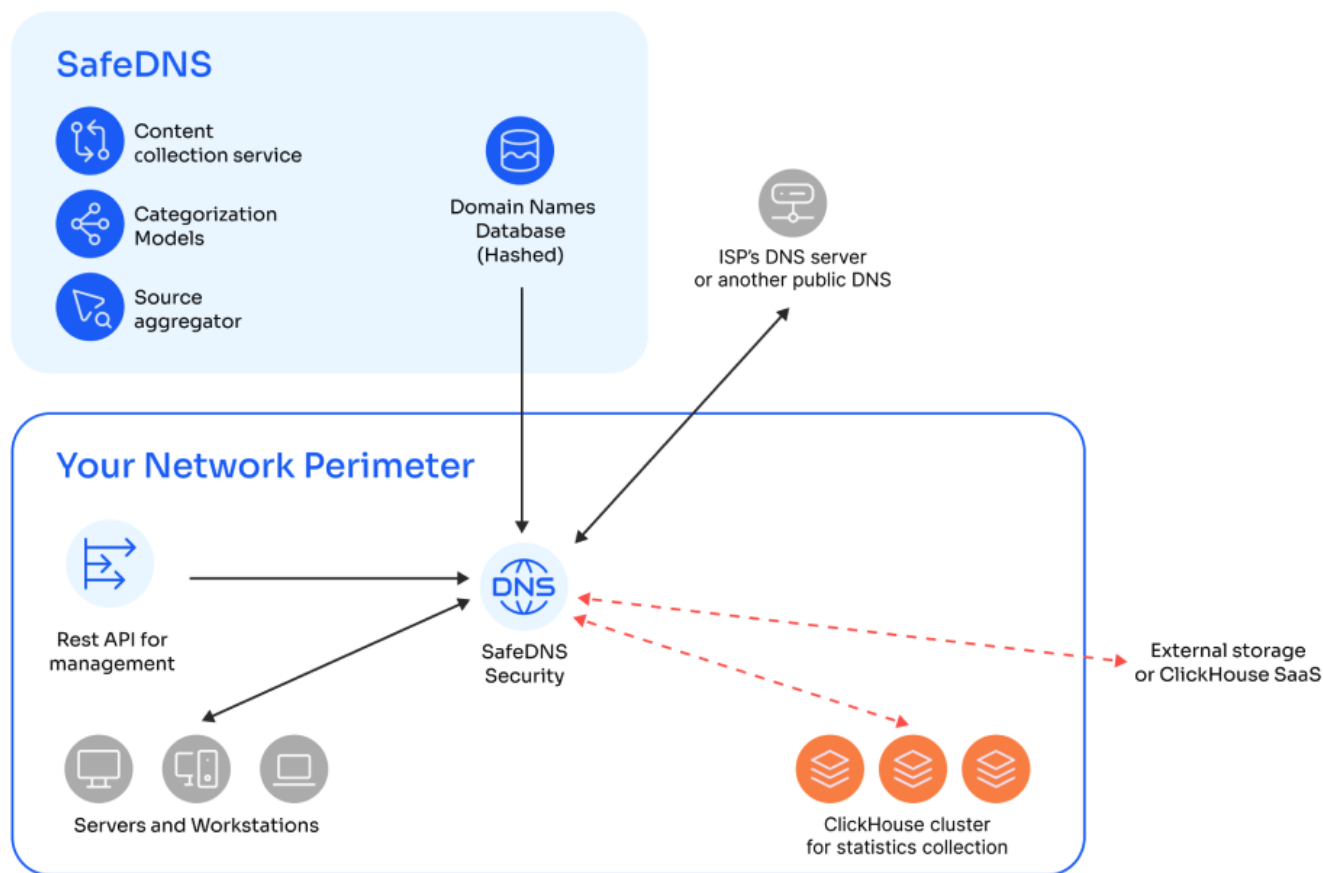 SafeDNS
Content
collection service
Categorization
Models
Source
aggregator
Domain Names
Database
(Hashed)
ISP's DNS server
or another public DNS
Your Network Perimeter
Rest API for
management
DNS
SafeDNS
Security
External storage
or ClickHouse SaaS
Servers and Workstations
ClickHouse cluster
for statistics collection